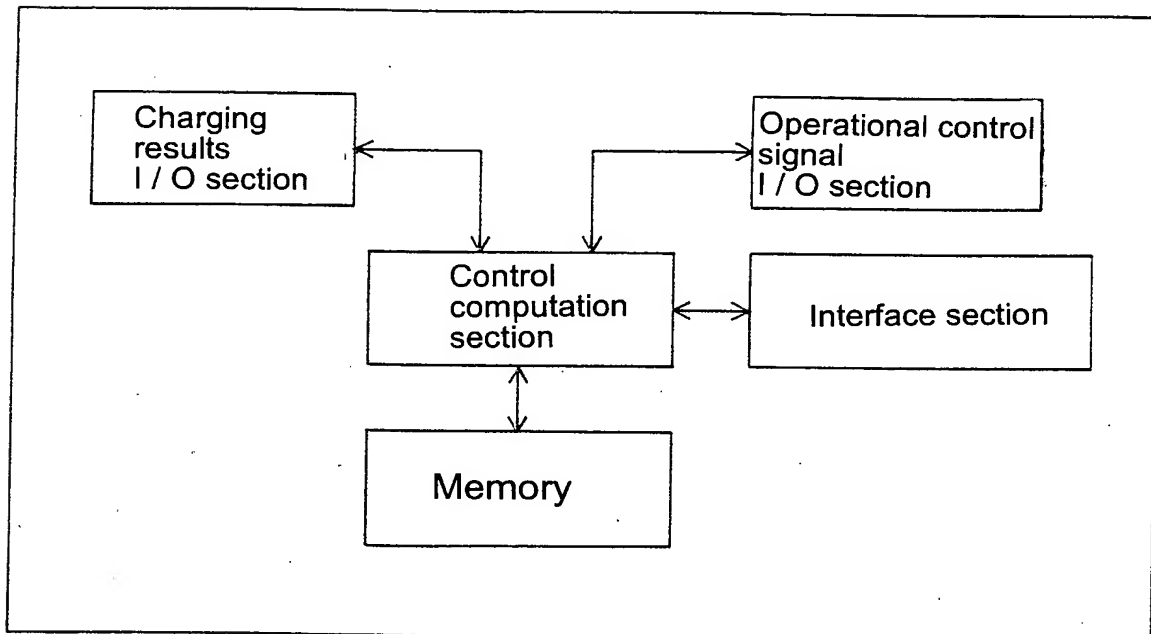 Charging
results
I / O section
Operational control
signal
I / O section
Control
computation
section
Interface section
Memory